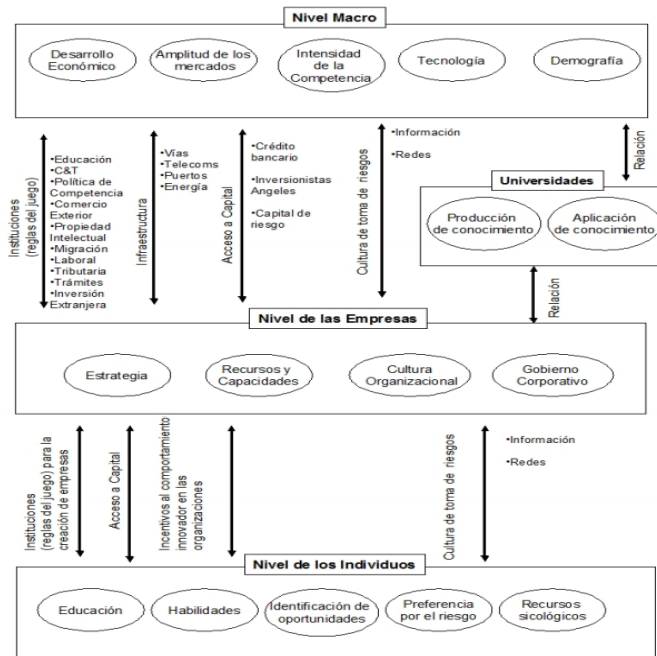 Nivel Macro
Desarrollo
Económico
Amplitud de los
mercados
Intensidad
de la
Competencia
Tecnología
Demografía
Instituciones
(reglas del juego)
•Educación
•C&T
•Política de
Competencia
•Comercio
Exterior
•Propiedad
Intelectual
•Migración
•Laboral
•Tributaria
•Trámites
•Inversión
Extranjera
Infraestructura
•Vías
•Telecoms
•Puertos
•Energía
Acceso a Capital
•Crédito
bancario
•Inversionistas
Angeles
•Capital de
riesgo
Cultura de toma de riesgos
•Información
•Redes
Relación
Universidades
Producción
de conocimiento
Aplicación
de conocimiento
Relación
Nivel de las Empresas
Estrategia
Recursos y
Capacidades
Cultura
Organizacional
Gobierno
Corporativo
Instituciones
(reglas del juego) para la
creación de empresas
Acceso a Capital
Incentivos al comportamiento
innovador en las
organizaciones
Cultura de toma de riesgos
•Información
•Redes
Nivel de los Individuos
Educación
Habilidades
Identificación de
oportunidades
Preferencia
por el riesgo
Recursos
sicológicos